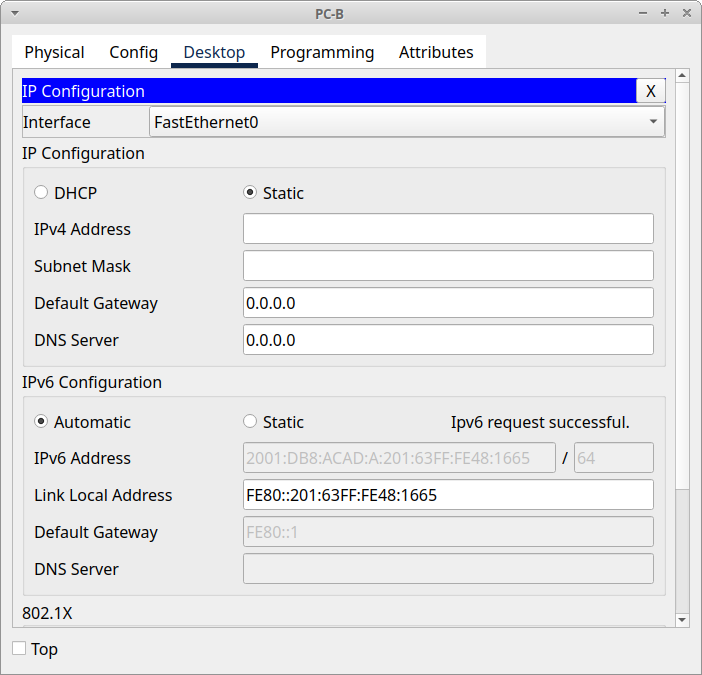 PC-B
Physical Config Desktop Programming Attributes
IP Configuration X
Interface FastEthernet0
IP Configuration
DHCP Static
IPv4 Address
Subnet Mask
Default Gateway 0.0.0.0
DNS Server 0.0.0.0
IPv6 Configuration
Automatic Static Ipv6 request successful.
IPv6 Address 2001:DB8:ACAD:A:201:63FF:FE48:1665 / 64
Link Local Address FE80::201:63FF:FE48:1665
Default Gateway FE80::1
DNS Server
802.1X
Top